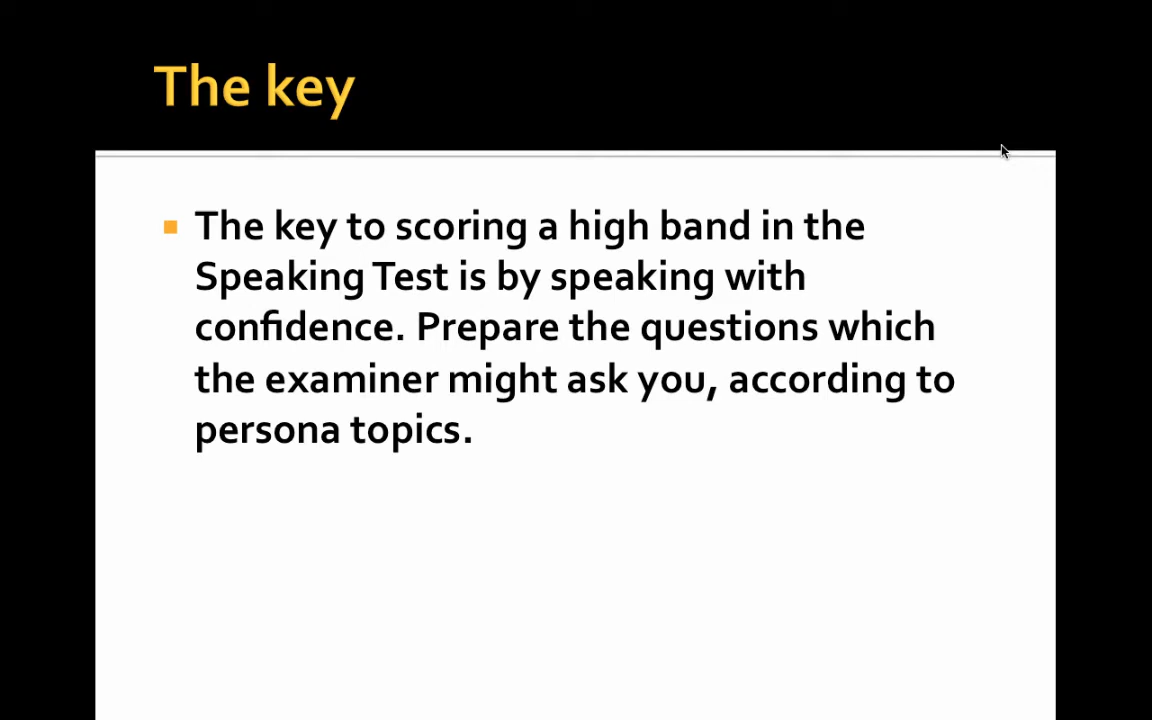 The key
The key to scoring a high band in the
Speaking Test is by speaking with
confidence. Prepare the questions which
the examiner might ask you, according to
persona topics.